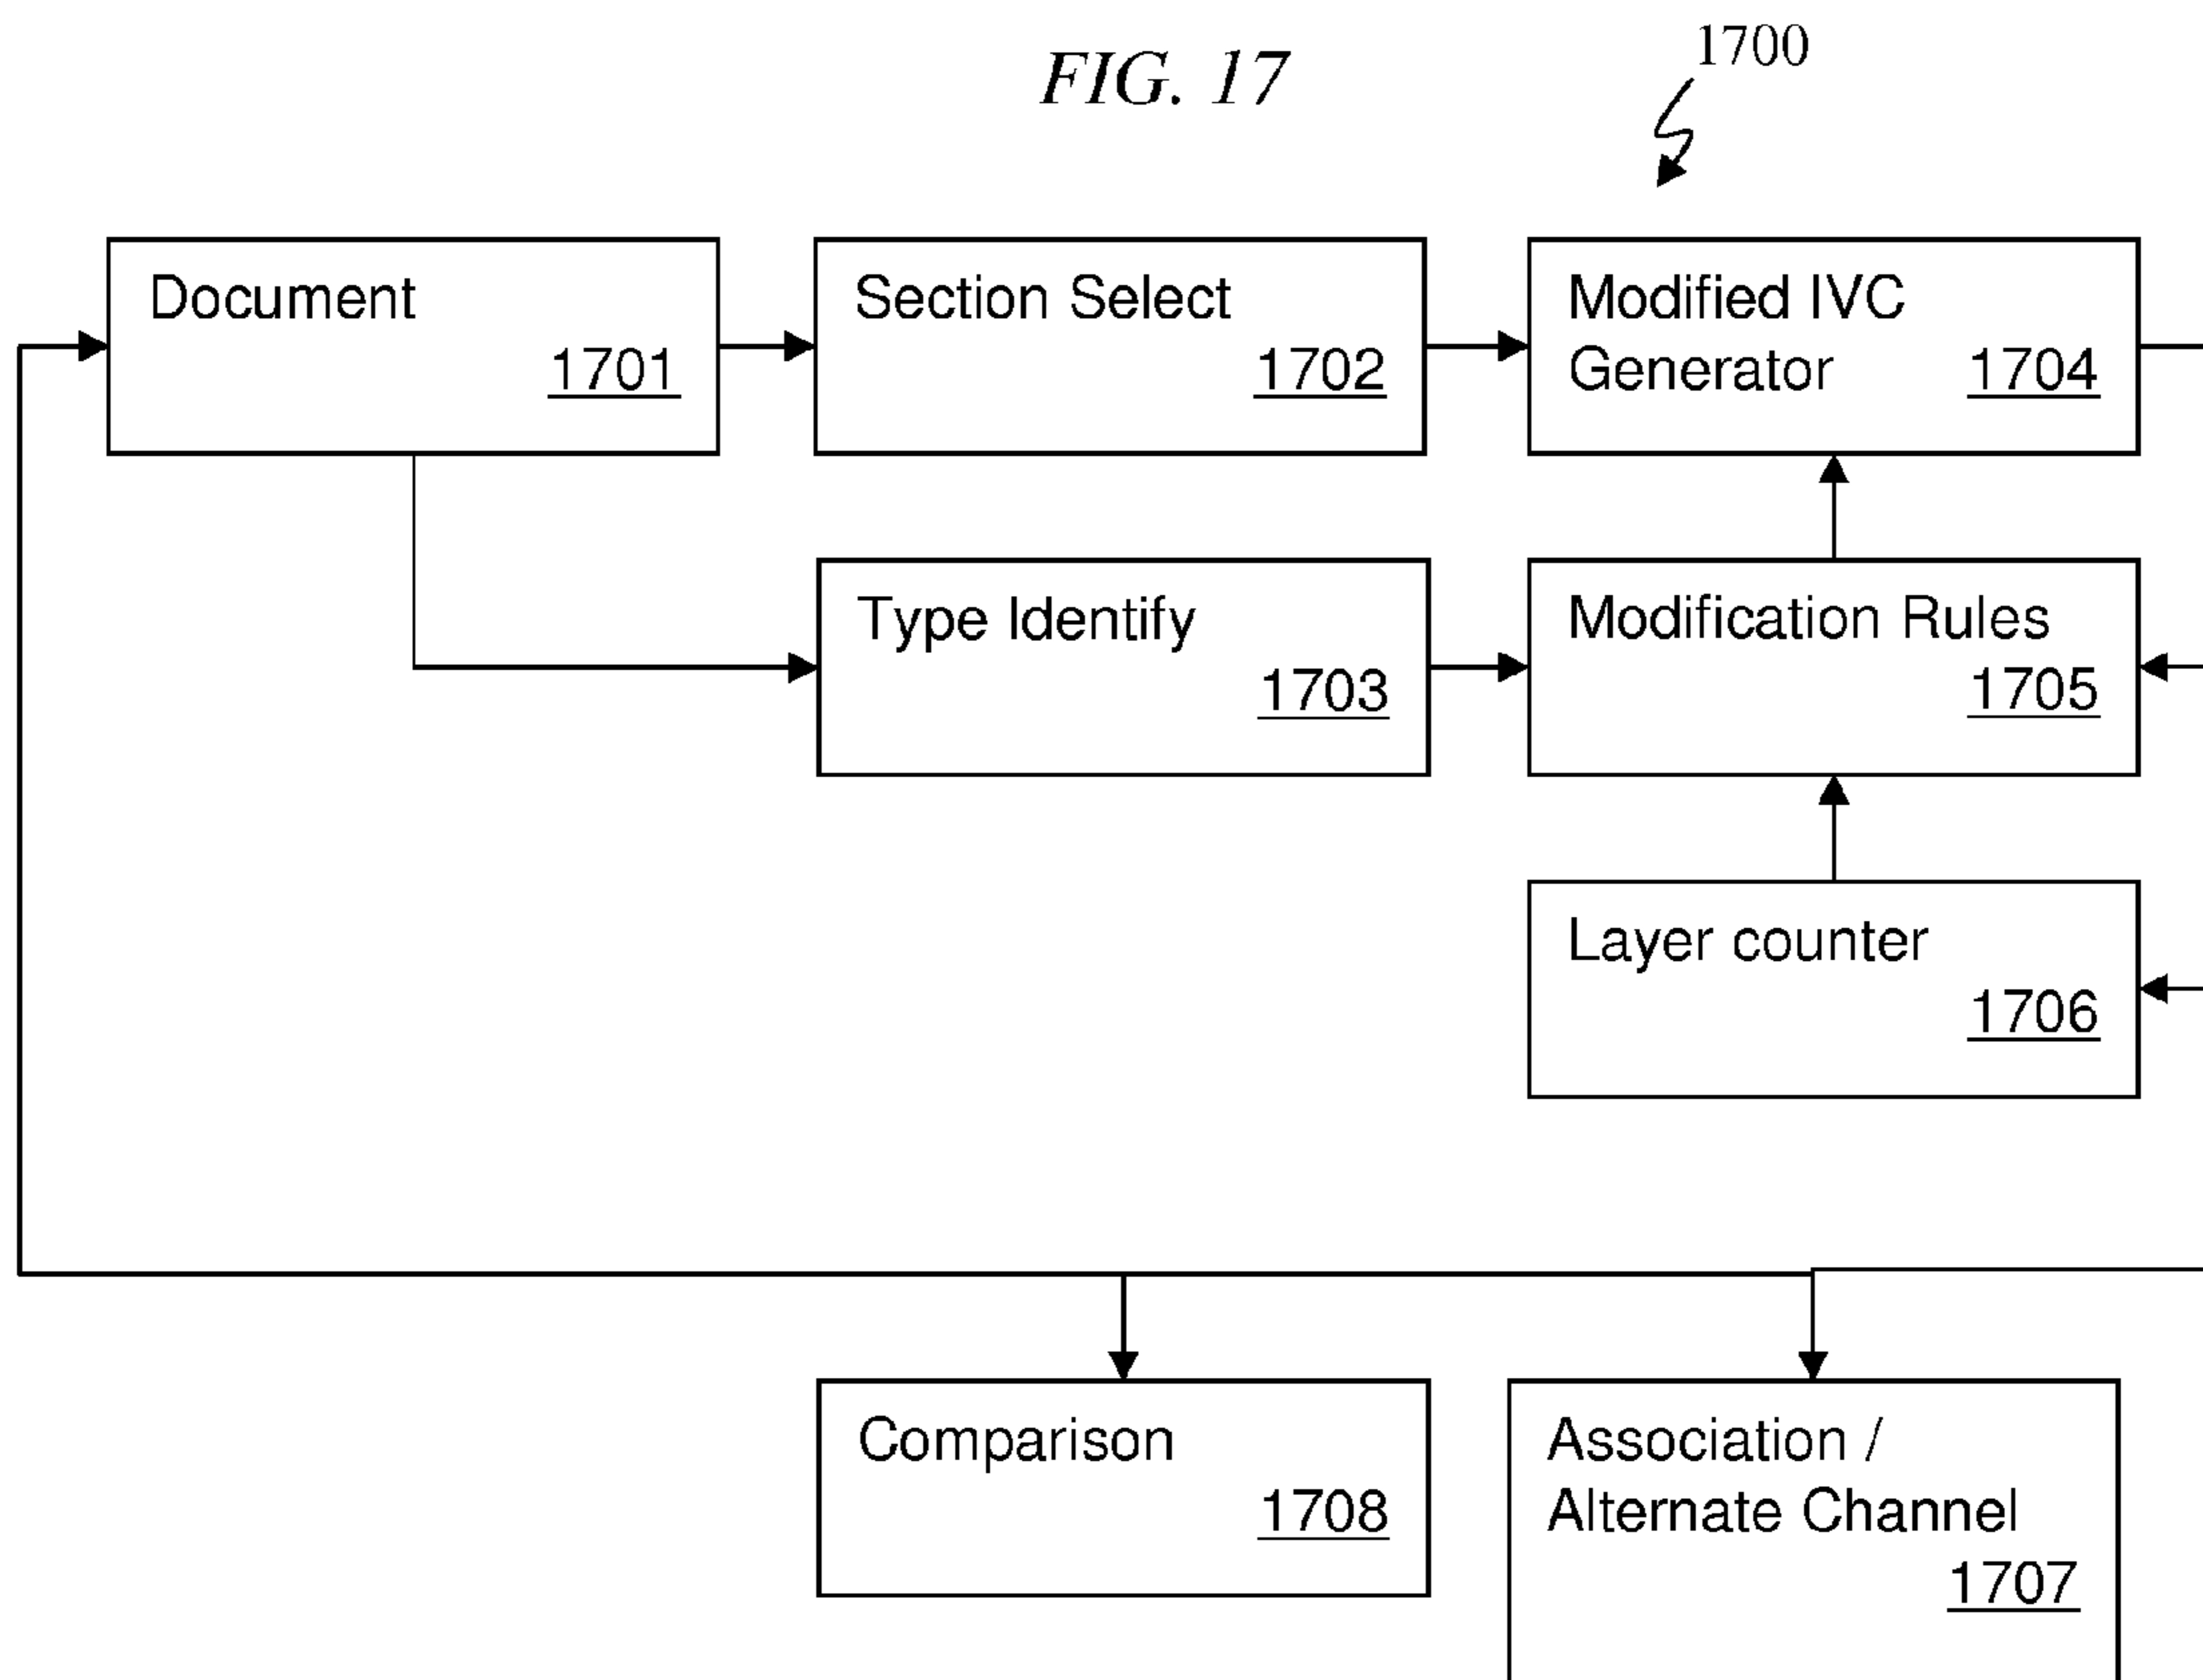 FIG. 17
1700
Document
1701
Section Select
1702
Modified IVC
Generator 1704
Type Identify
1703
Modification Rules
1705
Layer counter
1706
Comparison
1708
Association /
Alternate Channel
1707